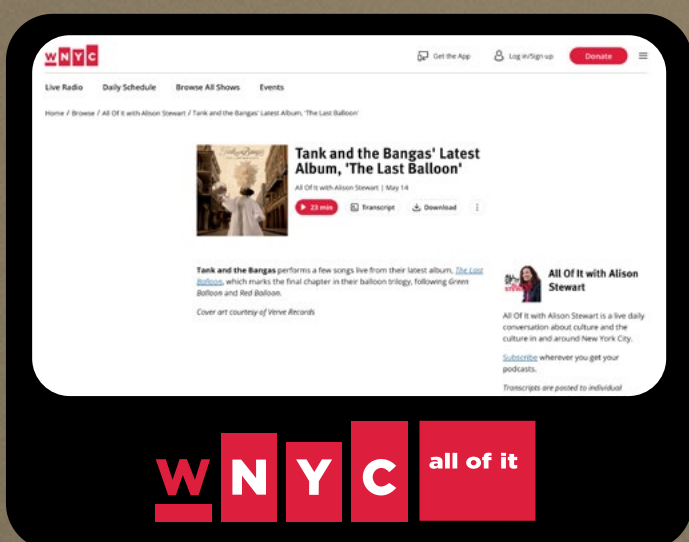 WNYC
Get the App
Log in/Sign up
Donate
Live Radio
Daily Schedule
Browse All Shows
Events
Home / Browse / All Of It with Alison Stewart / Tank and the Bangas' Latest Album, 'The Last Balloon'
Tank and the Bangas' Latest
Album, 'The Last Balloon'
All Of It with Alison Stewart | May 14
23 min
Transcript
Download
Tank and the Bangas performs a few songs live from their latest album, The Last
Balloon, which marks the final chapter in their balloon trilogy, following Green
Balloon and Red Balloon.
Cover art courtesy of Verve Records
All Of It with Alison
Stewart
All Of It with Alison Stewart is a live daily
conversation about culture and the
culture in and around New York City.
Subscribe wherever you get your
podcasts.
Transcripts are posted to individual
WNYC
all of it